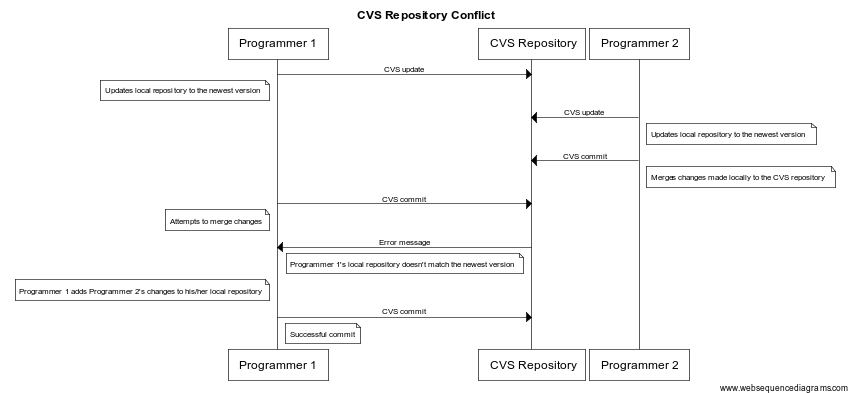 CVS Repository Conflict
Programmer 1
CVS Repository
Programmer 2
CVS update
Updates local repository to the newest version
CVS update
Updates local repository to the newest version
CVS commit
Merges changes made locally to the CVS repository
CVS commit
Attempts to merge changes
Error message
Programmer 1's local repository doesn't match the newest version
Programmer 1 adds Programmer 2's changes to his/her local repository
CVS commit
Successful commit
Programmer 1
CVS Repository
Programmer 2
www.websequencediagrams.com